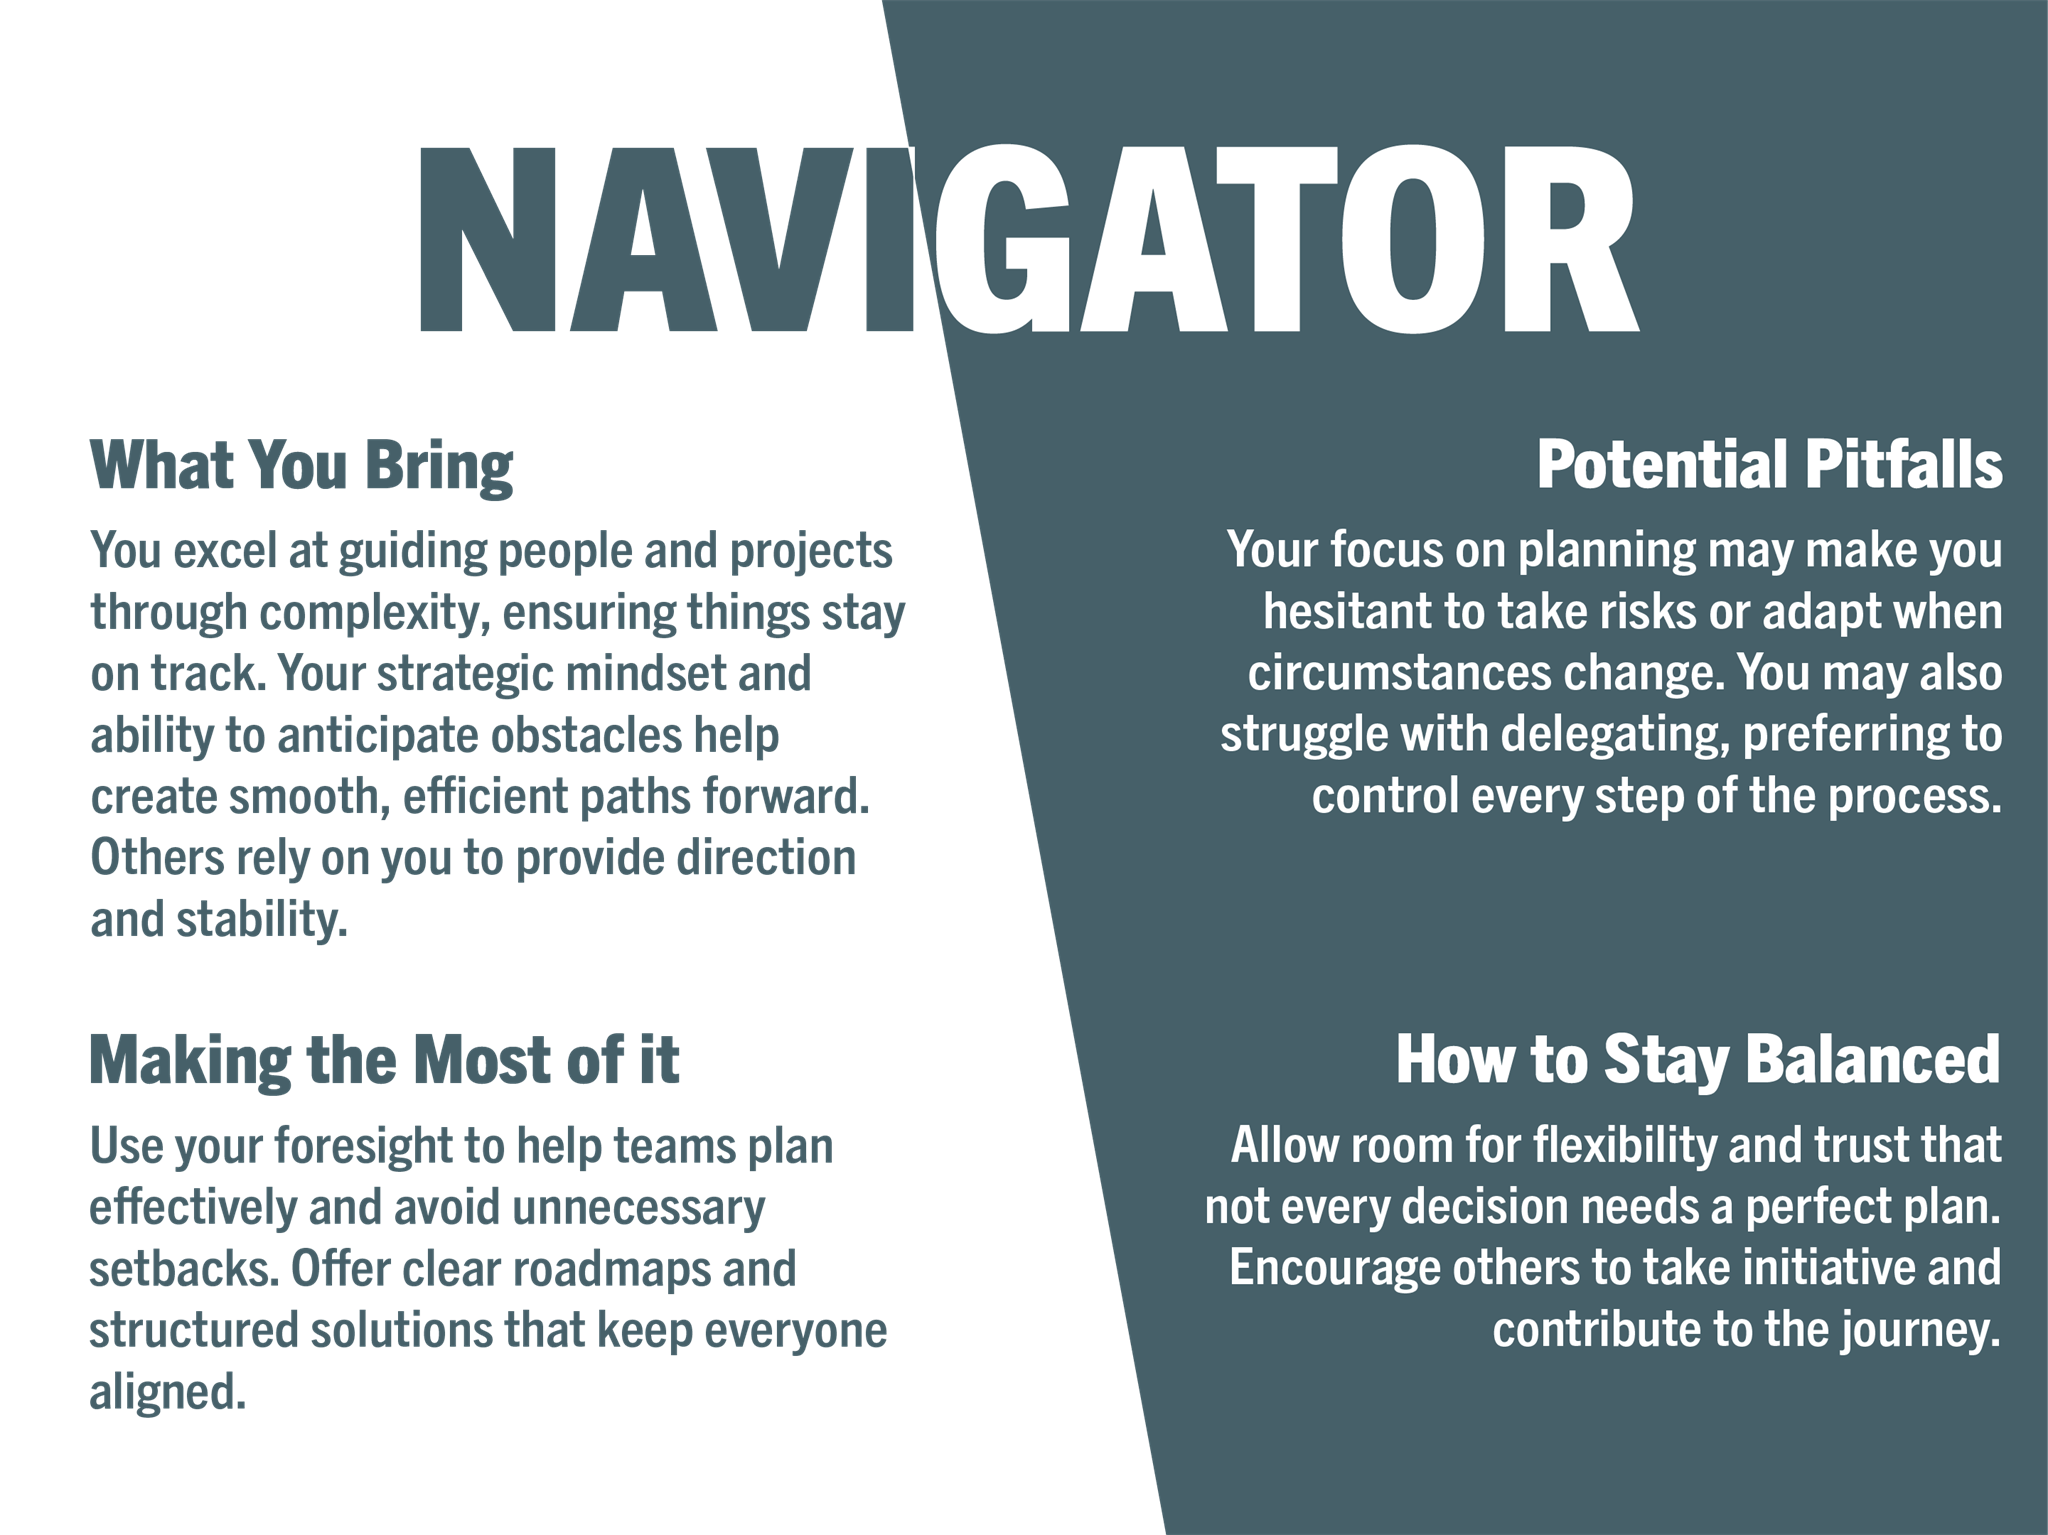 NAVIGATOR
What You Bring
You excel at guiding people and projects
through complexity, ensuring things stay
on track. Your strategic mindset and
ability to anticipate obstacles help
create smooth, efficient paths forward.
Others rely on you to provide direction
and stability.
Making the Most of it
Use your foresight to help teams plan
effectively and avoid unnecessary
setbacks. Offer clear roadmaps and
structured solutions that keep everyone
aligned.
Potential Pitfalls
Your focus on planning may make you
hesitant to take risks or adapt when
circumstances change. You may also
struggle with delegating, preferring to
control every step of the process.
How to Stay Balanced
Allow room for flexibility and trust that
not every decision needs a perfect plan.
Encourage others to take initiative and
contribute to the journey.